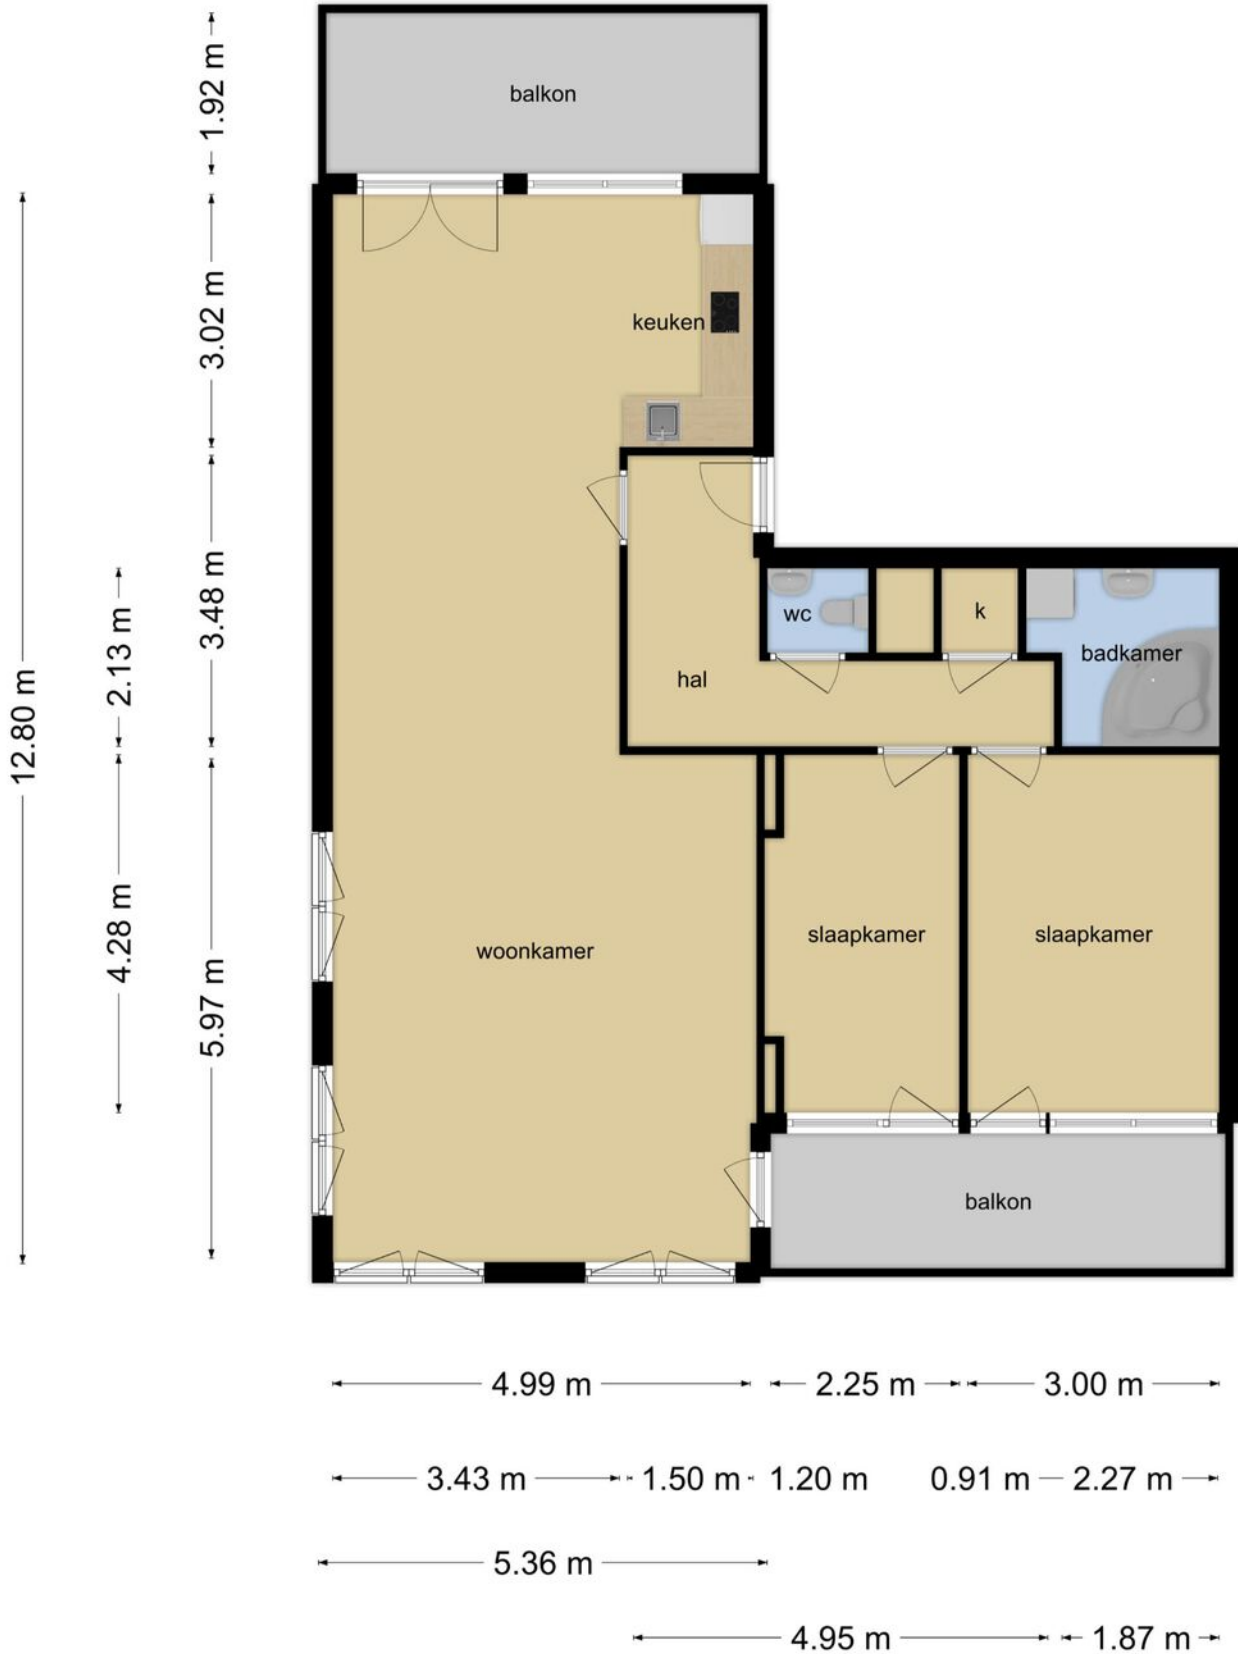 balkon
1.92 m
3.02 m
keuken
3.48 m
2.13 m
12.80 m
wc
k
badkamer
hal
4.28 m
5.97 m
woonkamer
slaapkamer
slaapkamer
balkon
4.99 m
2.25 m
3.00 m
3.43 m
1.50 m
1.20 m
0.91 m
2.27 m
5.36 m
4.95 m
1.87 m